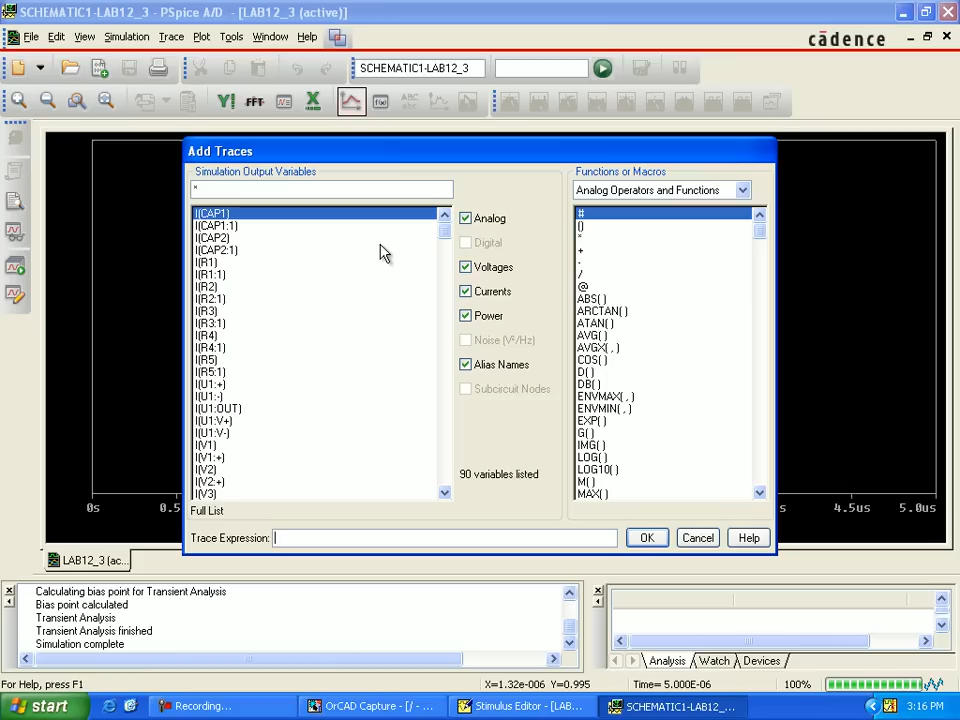 SCHEMATIC1-LAB12_3 - PSpice A/D - [LAB12_3 (active)]
File Edit View Simulation Trace Plot Tools Window Help
cādence
SCHEMATIC1-LAB12_3
FFT
ABC
Add Traces
Simulation Output Variables
*
I(CAP1)
I(CAP1:1)
I(CAP2)
I(CAP2:1)
I(R1)
I(R1:1)
I(R2)
I(R2:1)
I(R3)
I(R3:1)
I(R4)
I(R4:1)
I(R5)
I(R5:1)
I(U1:+)
I(U1:-)
I(U1:OUT)
I(U1:V+)
I(U1:V-)
I(V1)
I(V1:+)
I(V2)
I(V2:+)
I(V3)
Full List
Analog
Digital
Voltages
Currents
Power
Noise (V²/Hz)
Alias Names
Subcircuit Nodes
90 variables listed
Functions or Macros
Analog Operators and Functions
#
()
*
+
-
/
@
ABS( )
ARCTAN( )
ATAN( )
AVG( )
AVGX( , )
COS( )
D( )
DB( )
ENVMAX( , )
ENVMIN( , )
EXP( )
G( )
IMG( )
LOG( )
LOG10( )
M( )
MAX( )
Trace Expression:
OK Cancel Help
0s 0.5 4.5us 5.0us
LAB12_3 (ac...
Calculating bias point for Transient Analysis
Bias point calculated
Transient Analysis
Transient Analysis finished
Simulation complete
Analysis Watch Devices
For Help, press F1 X=1.32e-006 Y=0.995 Time= 5.000E-06 100%
start Recording... OrCAD Capture - [/ - ... Stimulus Editor - [LAB... SCHEMATIC1-LAB12_... 3:16 PM